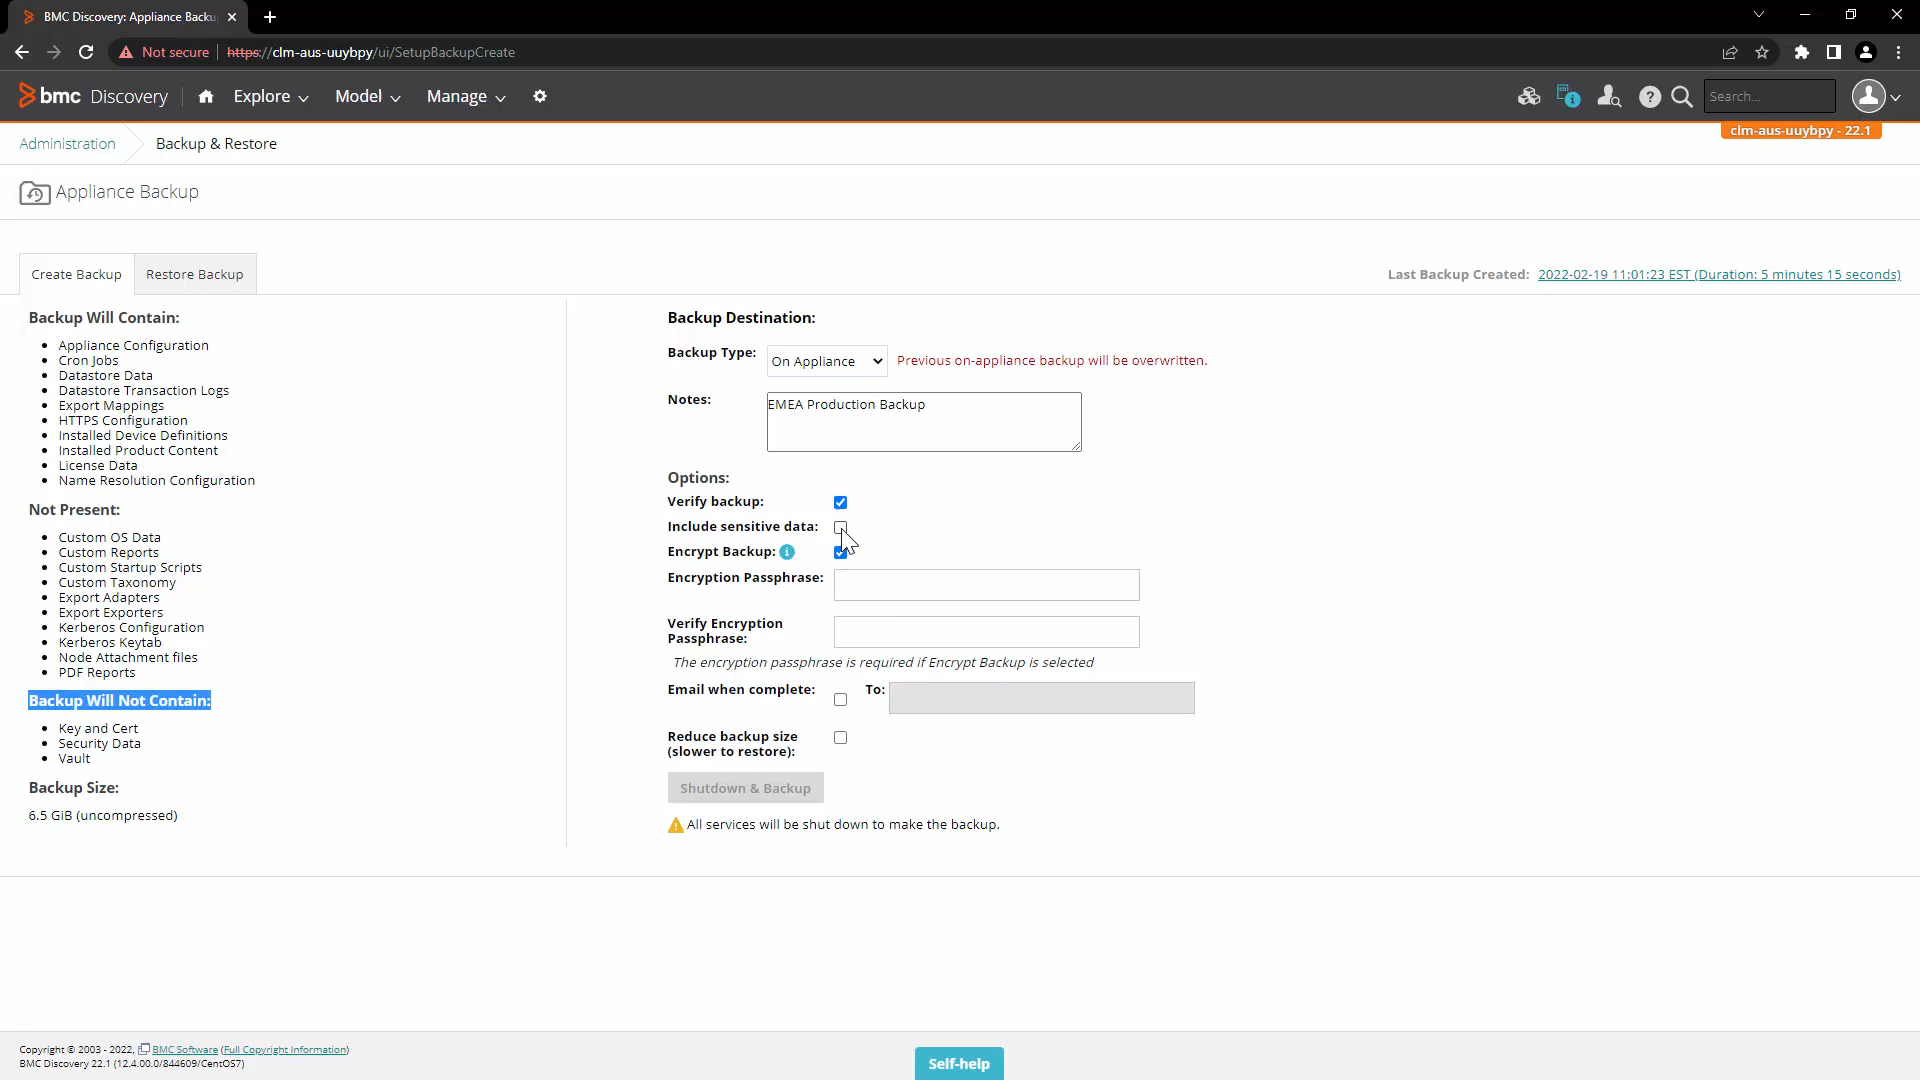 BMC Discovery: Appliance Backu
Not secure https://clm-aus-uuybpy/ui/SetupBackupCreate
bmc Discovery Explore Model Manage Search...
clm-aus-uuybpy - 22.1
Administration Backup & Restore
Appliance Backup
Create Backup Restore Backup Last Backup Created: 2022-02-19 11:01:23 EST (Duration: 5 minutes 15 seconds)
Backup Will Contain:
Appliance Configuration
Cron Jobs
Datastore Data
Datastore Transaction Logs
Export Mappings
HTTPS Configuration
Installed Device Definitions
Installed Product Content
License Data
Name Resolution Configuration
Not Present:
Custom OS Data
Custom Reports
Custom Startup Scripts
Custom Taxonomy
Export Adapters
Export Exporters
Kerberos Configuration
Kerberos Keytab
Node Attachment files
PDF Reports
Backup Will Not Contain:
Key and Cert
Security Data
Vault
Backup Size:
6.5 GiB (uncompressed)
Backup Destination:
Backup Type: On Appliance Previous on-appliance backup will be overwritten.
Notes: EMEA Production Backup
Options:
Verify backup:
Include sensitive data:
Encrypt Backup:
Encryption Passphrase:
Verify Encryption
Passphrase:
The encryption passphrase is required if Encrypt Backup is selected
Email when complete: To:
Reduce backup size
(slower to restore):
Shutdown & Backup
All services will be shut down to make the backup.
Copyright © 2003 - 2022, BMC Software (Full Copyright Information)
BMC Discovery 22.1 (12.4.00.0/844609/CentOS7)
Self-help